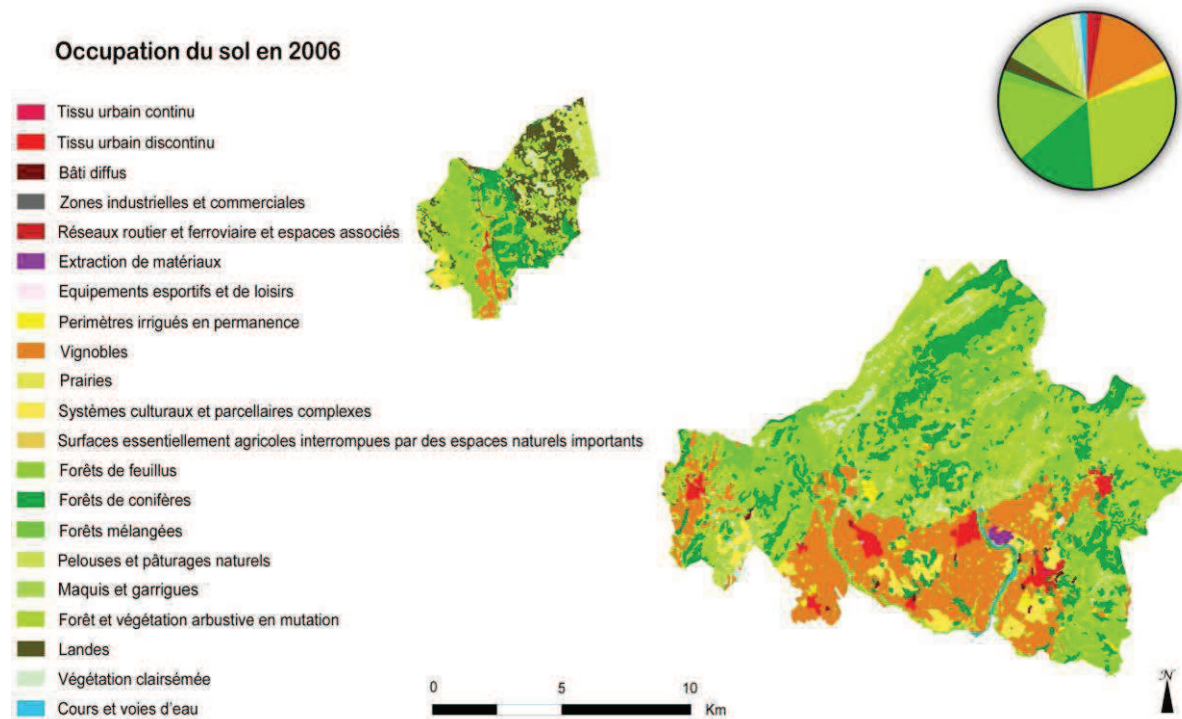 Occupation du sol en 2006
Tissu urbain continu
Tissu urbain discontinu
Bâti diffus
Zones industrielles et commerciales
Réseaux routier et ferroviaire et espaces associés
Extraction de matériaux
Equipements esportifs et de loisirs
Perimètres irrigués en permanence
Vignobles
Prairies
Systèmes culturaux et parcellaires complexes
Surfaces essentiellement agricoles interrompues par des espaces naturels importants
Forêts de feuillus
Forêts de conifères
Forêts mélangées
Pelouses et pâturages naturels
Maquis et garrigues
Forêt et végétation arbustive en mutation
Landes
Végétation clairsémée
Cours et voies d'eau
0 5 10
Km
N